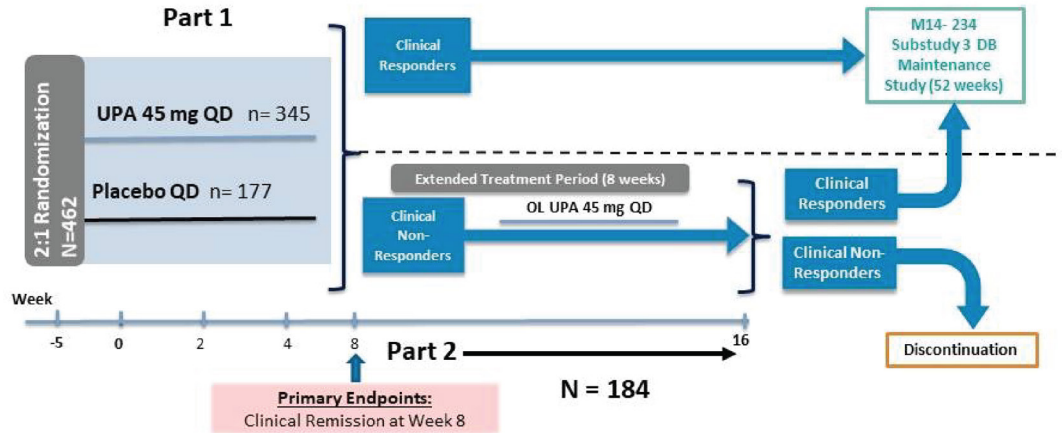 Part 1
2:1 Randomization
N=462
UPA 45 mg QD n= 345
Placebo QD n= 177
Clinical
Responders
M14- 234
Substudy 3 DB
Maintenance
Study (52 weeks)
Extended Treatment Period (8 weeks)
Clinical
Non-
Responders
OL UPA 45 mg QD
Clinical
Responders
Clinical Non-
Responders
Discontinuation
Week
-5 0 2 4 8 16
Part 2
N = 184
Primary Endpoints:
Clinical Remission at Week 8